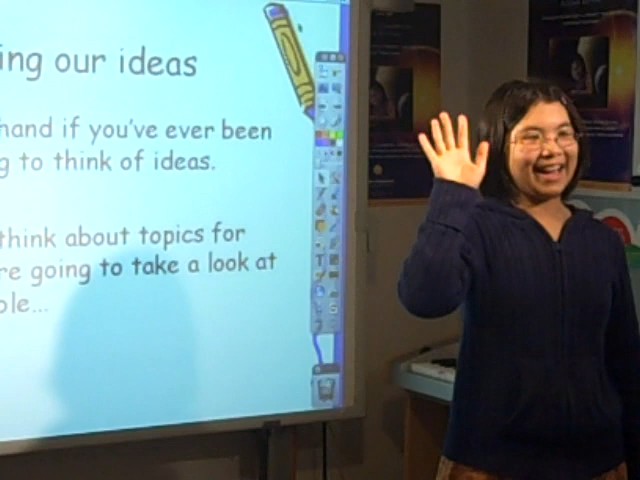 ing our ideas
hand if you've ever been
g to think of ideas.
think about topics for
re going to take a look at
ple...